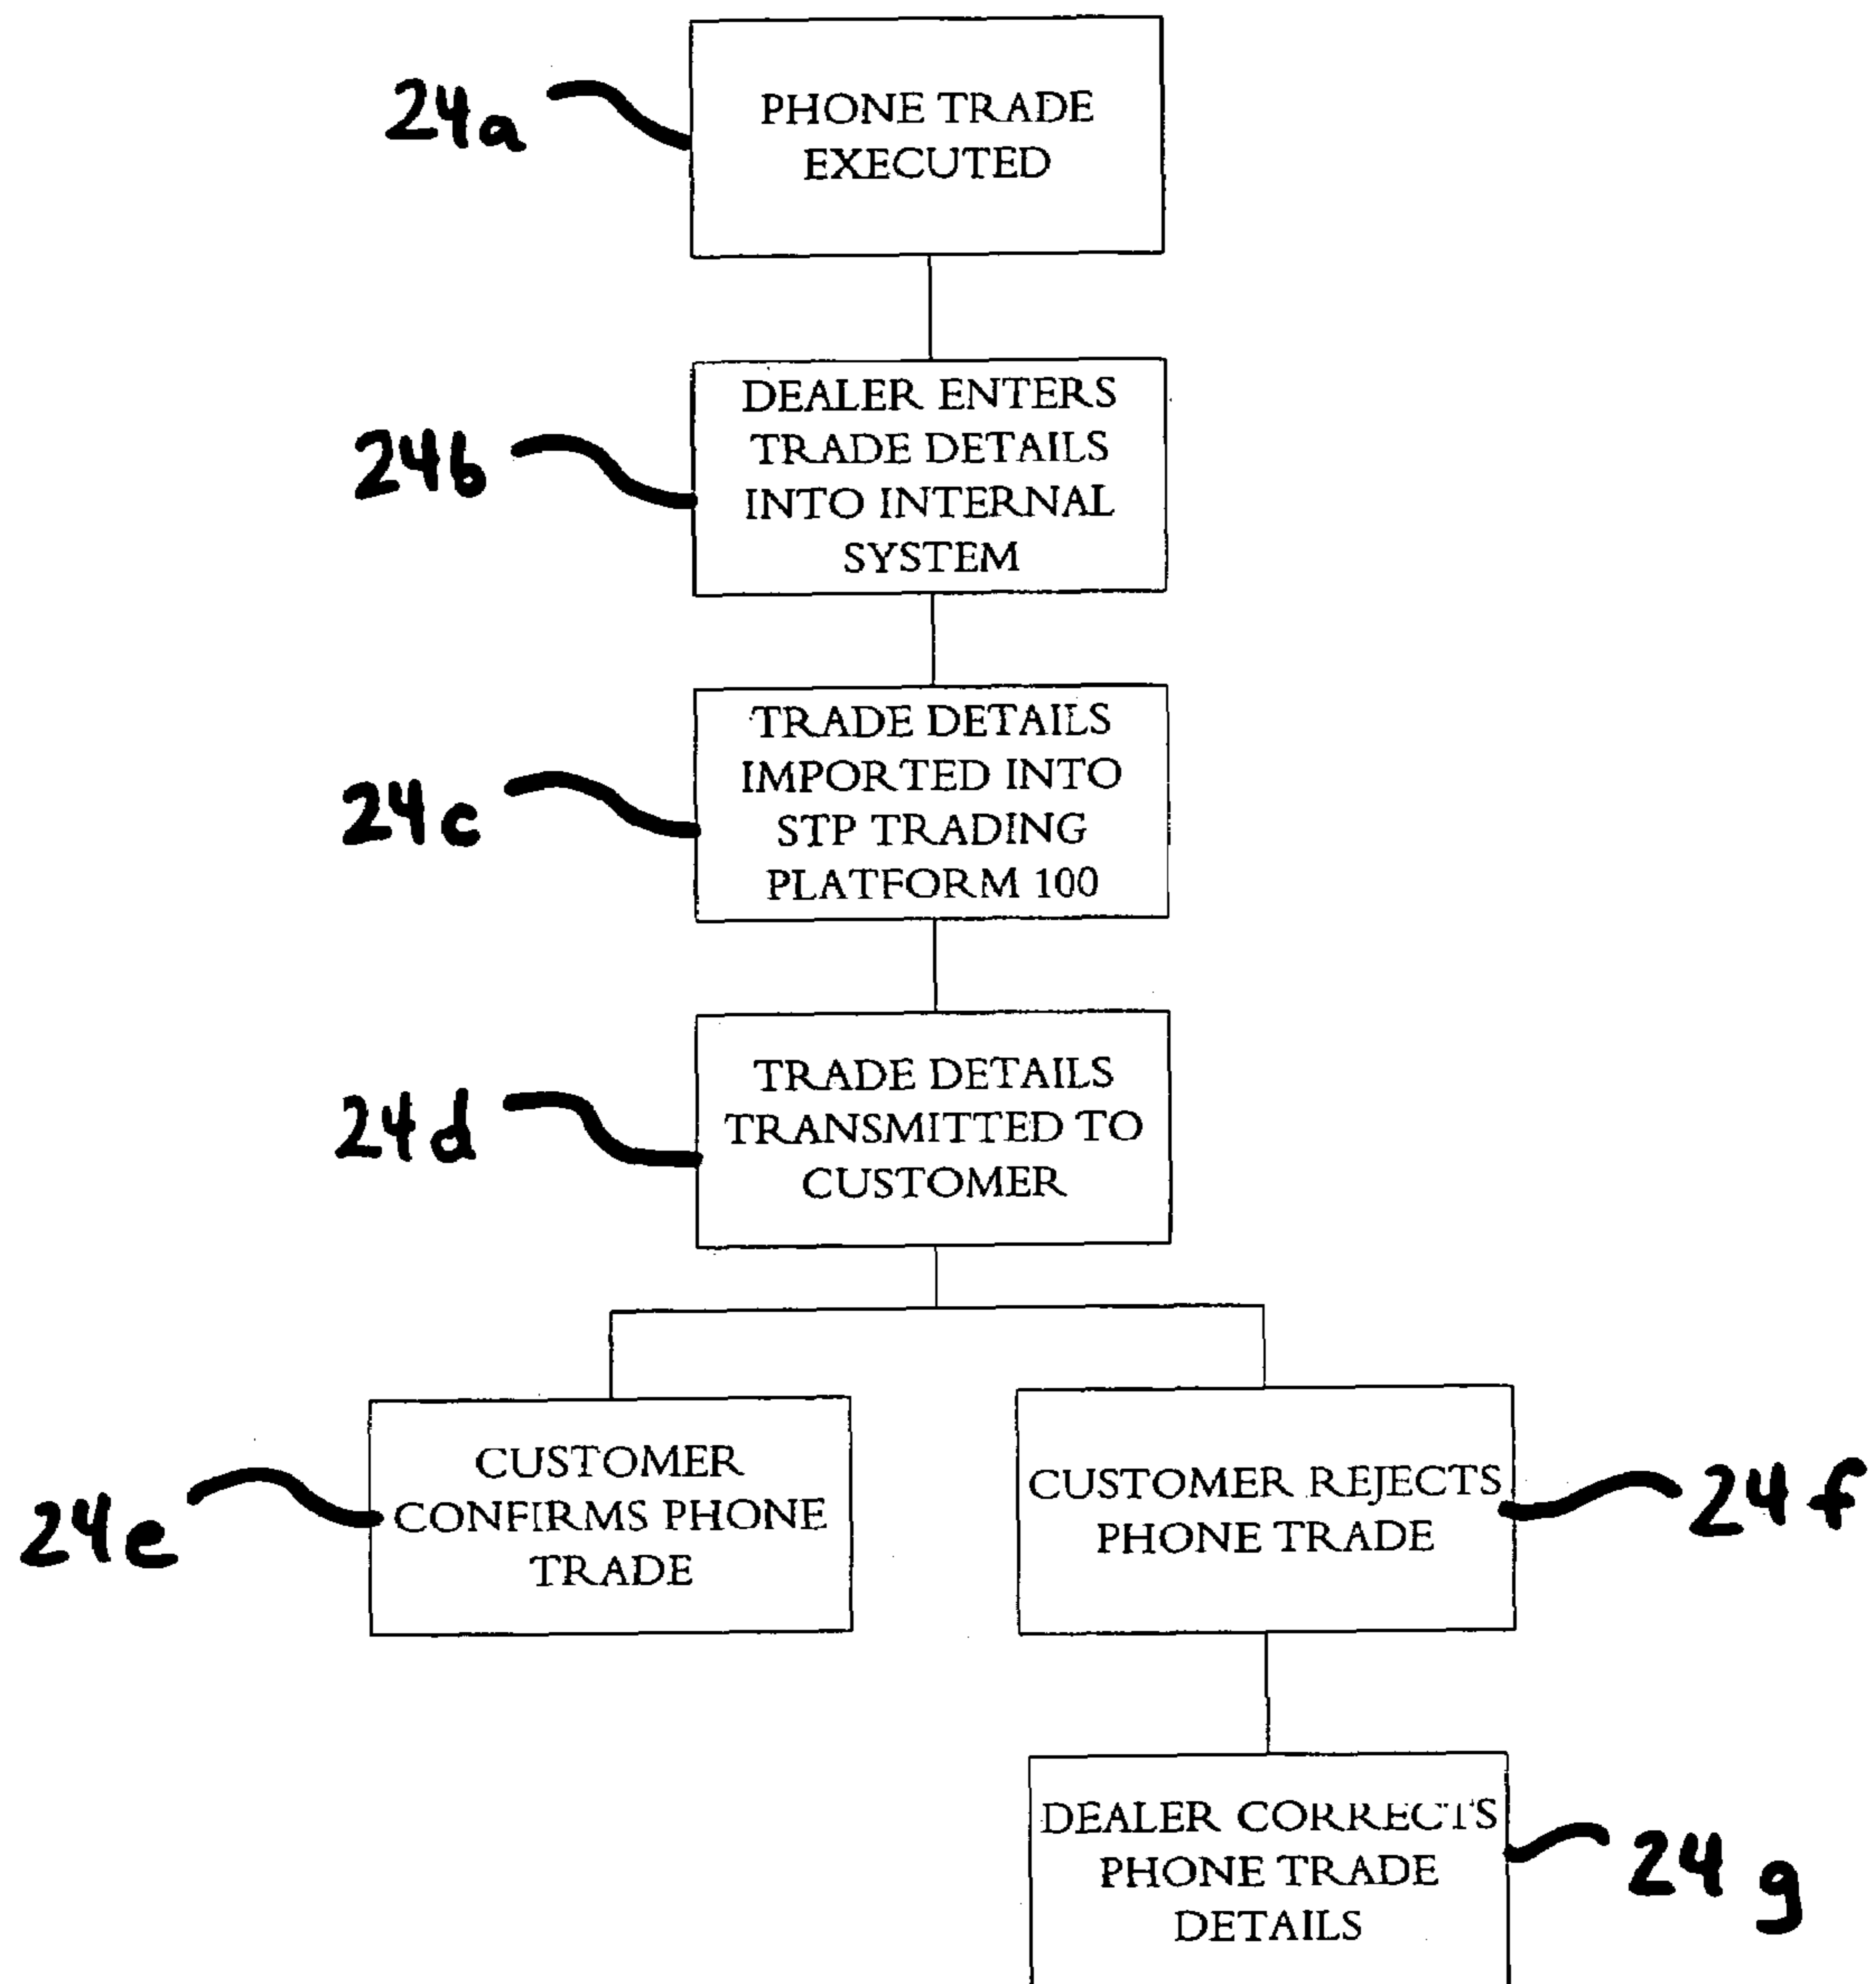 24a
PHONE TRADE
EXECUTED
24b
DEALER ENTERS
TRADE DETAILS
INTO INTERNAL
SYSTEM
24c
TRADE DETAILS
IMPORTED INTO
STP TRADING
PLATFORM 100
24d
TRADE DETAILS
TRANSMITTED TO
CUSTOMER
24e
CUSTOMER
CONFIRMS PHONE
TRADE
CUSTOMER REJECTS
PHONE TRADE
24f
DEALER CORRECTS
PHONE TRADE
DETAILS
24g